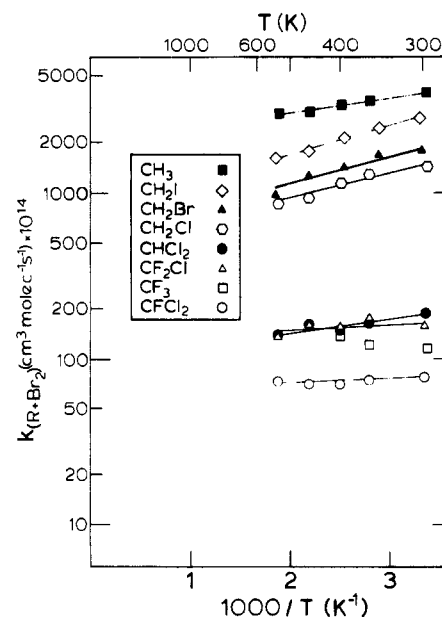 T (K)
1000 600 400 300
5000
2000
1000
500
200
100
50
10
k(R+Br₂)(cm³ molec⁻¹s⁻¹)×10¹⁴
CH₃
CH₂I
CH₂Br
CH₂Cl
CHCl₂
CF₂Cl
CF₃
CFCl₂
1 2 3
1000/T (K⁻¹)